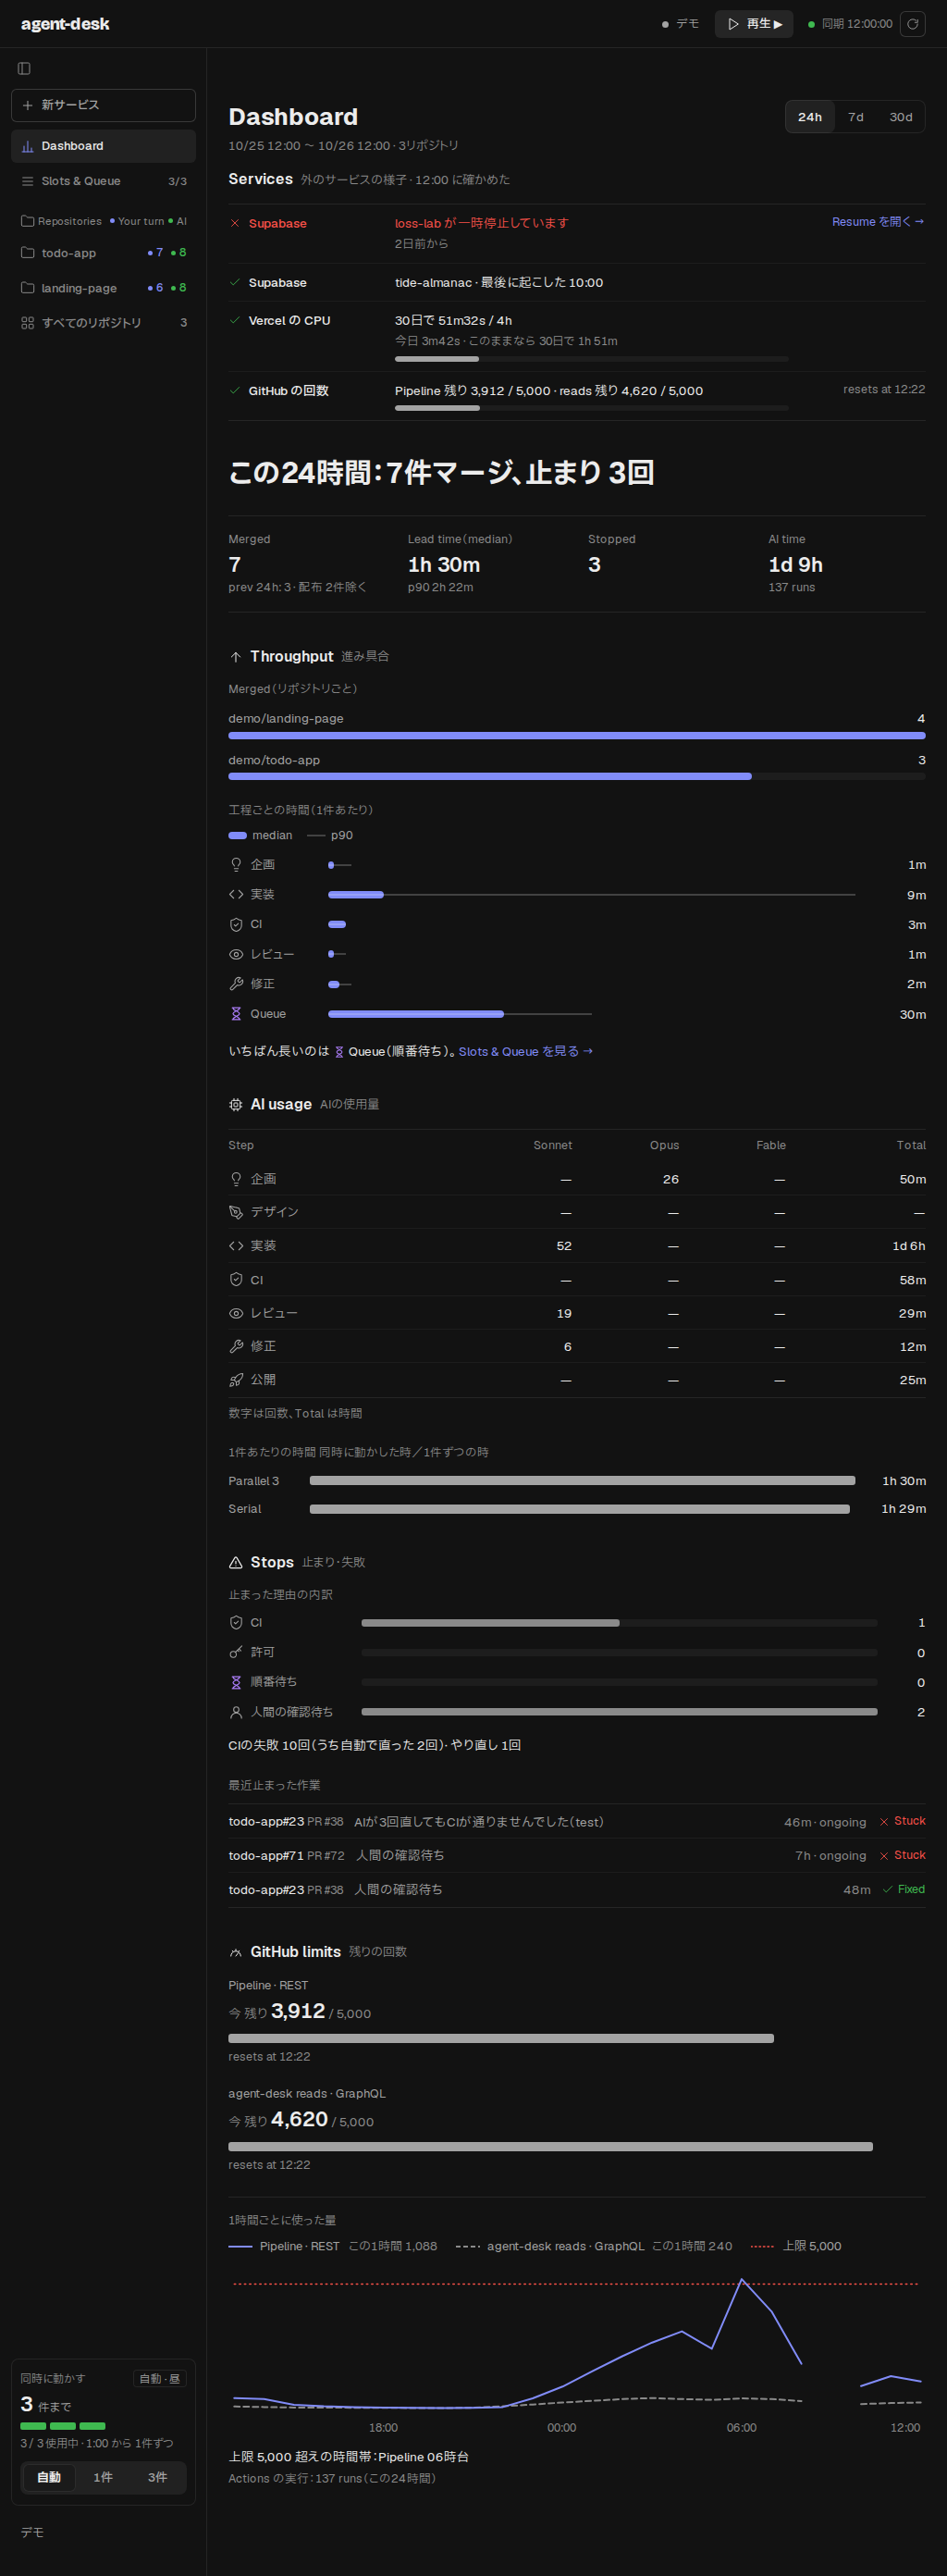 agent-desk
デモ
再生 ▶
同期 12:00:00
新サービス
Dashboard
Slots & Queue 3/3
Repositories Your turn AI
todo-app 7 8
landing-page 6 8
すべてのリポジトリ 3
Dashboard
24h 7d 30d
10/25 12:00 〜 10/26 12:00 · 3リポジトリ
Services 外のサービスの様子 · 12:00 に確かめた
Supabase loss-lab が一時停止しています Resume を開く →
2日前から
Supabase tide-almanac · 最後に起こした 10:00
Vercel の CPU 30日で 51m32s / 4h
今日 3m42s · このままなら 30日で 1h 51m
GitHub の回数 Pipeline 残り 3,912 / 5,000 · reads 残り 4,620 / 5,000 resets at 12:22
この24時間：7件マージ、止まり 3回
Merged Lead time（median） Stopped AI time
7 1h 30m 3 1d 9h
prev 24h: 3 · 配布 2件除く p90 2h 22m 137 runs
Throughput 進み具合
Merged（リポジトリごと）
demo/landing-page 4
demo/todo-app 3
工程ごとの時間（1件あたり）
median p90
企画 1m
実装 9m
CI 3m
レビュー 1m
修正 2m
Queue 30m
いちばん長いのは Queue（順番待ち）。 Slots & Queue を見る →
AI usage AIの使用量
Step Sonnet Opus Fable Total
企画 — 26 — 50m
デザイン — — — —
実装 52 — — 1d 6h
CI — — — 58m
レビュー 19 — — 29m
修正 6 — — 12m
公開 — — — 25m
数字は回数、Total は時間
1件あたりの時間 同時に動かした時／1件ずつの時
Parallel 3 1h 30m
Serial 1h 29m
Stops 止まり・失敗
止まった理由の内訳
CI 1
許可 0
順番待ち 0
人間の確認待ち 2
CIの失敗 10回（うち自動で直った 2回）· やり直し 1回
最近止まった作業
todo-app#23 PR #38 AIが3回直してもCIが通りませんでした（test） 46m · ongoing Stuck
todo-app#71 PR #72 人間の確認待ち 7h · ongoing Stuck
todo-app#23 PR #38 人間の確認待ち 48m Fixed
GitHub limits 残りの回数
Pipeline · REST
今 残り 3,912 / 5,000
resets at 12:22
agent-desk reads · GraphQL
今 残り 4,620 / 5,000
resets at 12:22
1時間ごとに使った量
Pipeline · REST この1時間 1,088 agent-desk reads · GraphQL この1時間 240 上限 5,000
18:00 00:00 06:00 12:00
上限 5,000 超えの時間帯：Pipeline 06時台
Actions の実行：137 runs（この24時間）
同時に動かす 自動 · 昼
3 件まで
3 / 3 使用中 · 1:00 から 1件ずつ
自動 1件 3件
デモ